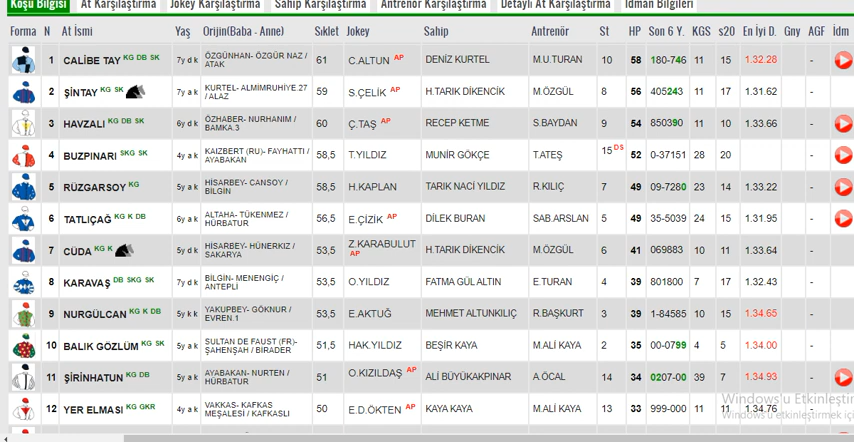 Koşu Bilgisi At Karşılaştırma Jokey Karşılaştırma Sahip Karşılaştırma Antrenör Karşılaştırma Detaylı At Karşılaştırma İdman Bilgileri
Forma N At İsmi Yaş Orijin(Baba - Anne) Sıklet Jokey Sahip Antrenör St HP Son 6 Y. KGS s20 En İyi D. Gny AGF İdm
1 CALİBE TAY KG DB SK 7y d k ÖZGÜNHAN- ÖZGÜR NAZ / ATAK 61 C.ALTUN AP DENİZ KURTEL M.U.TURAN 10 58 180-746 11 15 1.32.28 -
2 ŞİNTAY KG SK 7y a k KURTEL- ALMİMRUHİYE 27 / ALAZ 59 S.ÇELİK AP H.TARIK DİKENCİK M.ÖZGÜL 8 56 405243 11 17 1.31.62 -
3 HAVZALI KG DB SK 6y d k ÖZHABER- NURHANIM / BAMKA.3 60 Ç.TAŞ AP RECEP KETME S.BAYDAN 9 54 850390 11 10 1.33.66 -
4 BUZPINARI SKG SK 4y a k KAIZBERT (RU)- FAYHATTI / AYABAKAN 58,5 T.YILDIZ MUNİR GÖKÇE T.ATEŞ 15 DS 52 0-37151 28 20 -
5 RÜZGARSOY KG 5y a k HİSARBEY- CANSOY / BİLGİN 58,5 H.KAPLAN TARIK NACİ YILDIZ R.KILIÇ 7 49 09-7280 23 14 1.33.22 -
6 TATLIÇAĞ KG K DB 6y a k ALTAHA- TÜKENMEZ / HÜRBATUR 56,5 E.ÇİZİK AP DİLEK BURAN SAB.ARSLAN 5 49 35-5039 24 15 1.31.95 -
7 CÜDA KG K 5y d k HİSARBEY- HÜNERKIZ / SAKARYA 53,5 Z.KARABULUT AP H.TARIK DİKENCİK M.ÖZGÜL 6 41 069883 10 11 1.33.64 -
8 KARAVAŞ DB SKG SK 7y d k BİLGİN- MENENGİÇ / ANTEPLİ 53,5 O.YILDIZ FATMA GÜL ALTIN E.TURAN 4 39 801800 7 17 1.32.43 -
9 NURGÜLCAN KG K DB 5y k k YAKUPBEY- GÖKNUR / EVREN.1 53,5 E.AKTUĞ MEHMET ALTUNKILIÇ R.BAŞKURT 3 39 1-84585 10 15 1.34.65 -
10 BALIK GÖZLÜM KG SK 5y a k SULTAN DE FAUST (FR)- ŞAHENŞAH / BİRADER 51,5 HAK.YILDIZ BEŞİR KAYA M.ALİ KAYA 2 35 00-0799 4 5 1.34.00 -
11 ŞİRİNHATUN KG DB 5y a k AYABAKAN- NURTEN / HÜRBATUR 51 O.KIZILDAŞ AP ALİ BÜYÜKAKPINAR A.ÖCAL 14 34 0207-00 39 7 1.34.93 -
12 YER ELMASI KG GKR 4y a k VAKKAS- KAFKAS MEŞALESİ / KAFKASLI 50 E.D.ÖKTEN AP KAYA KAYA M.ALİ KAYA 13 33 999-000 11 11 1.34.76 -
Windows'u Etkinleştir
Windows'u etkinleştirmek içi